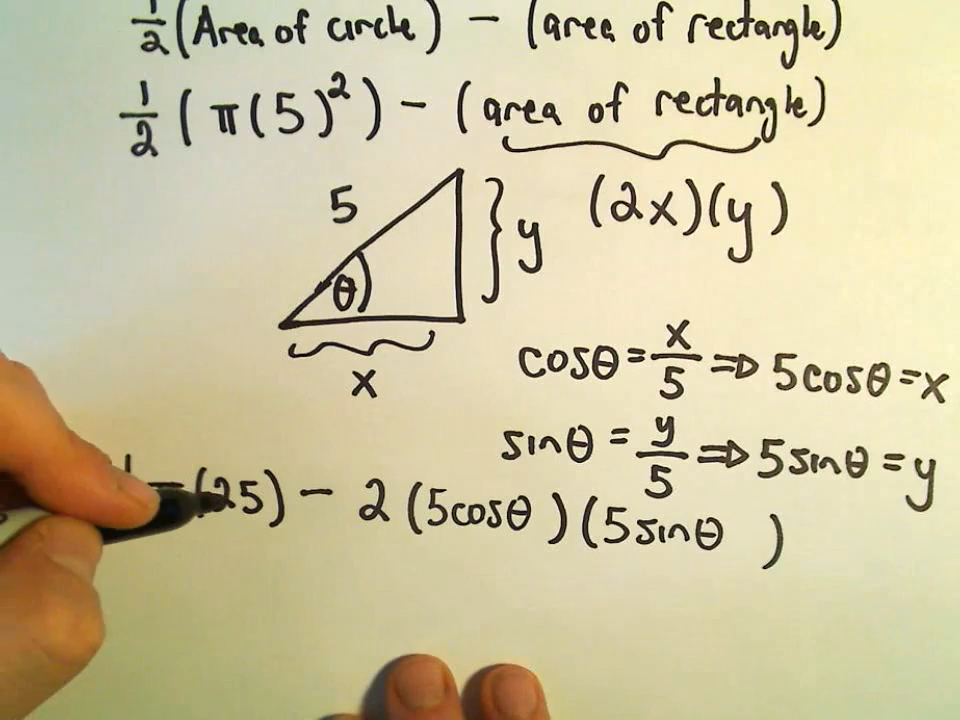 1/2 (Area of circle) - (area of rectangle)
1/2 (π(5)²) - (area of rectangle)
5 θ } y (2x)(y)
x
cosθ = x/5 ⇒ 5cosθ = x
sinθ = y/5 ⇒ 5sinθ = y
(25) - 2 (5cosθ) (5sinθ )